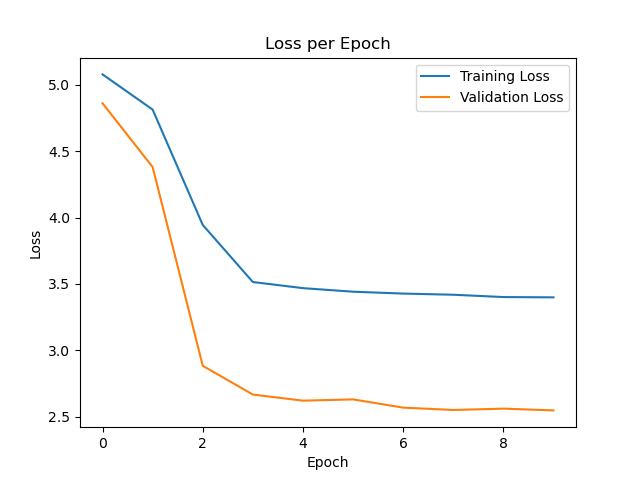 Loss per Epoch
Training Loss
Validation Loss
5.0
4.5
4.0
3.5
3.0
2.5
Loss
0 2 4 6 8
Epoch